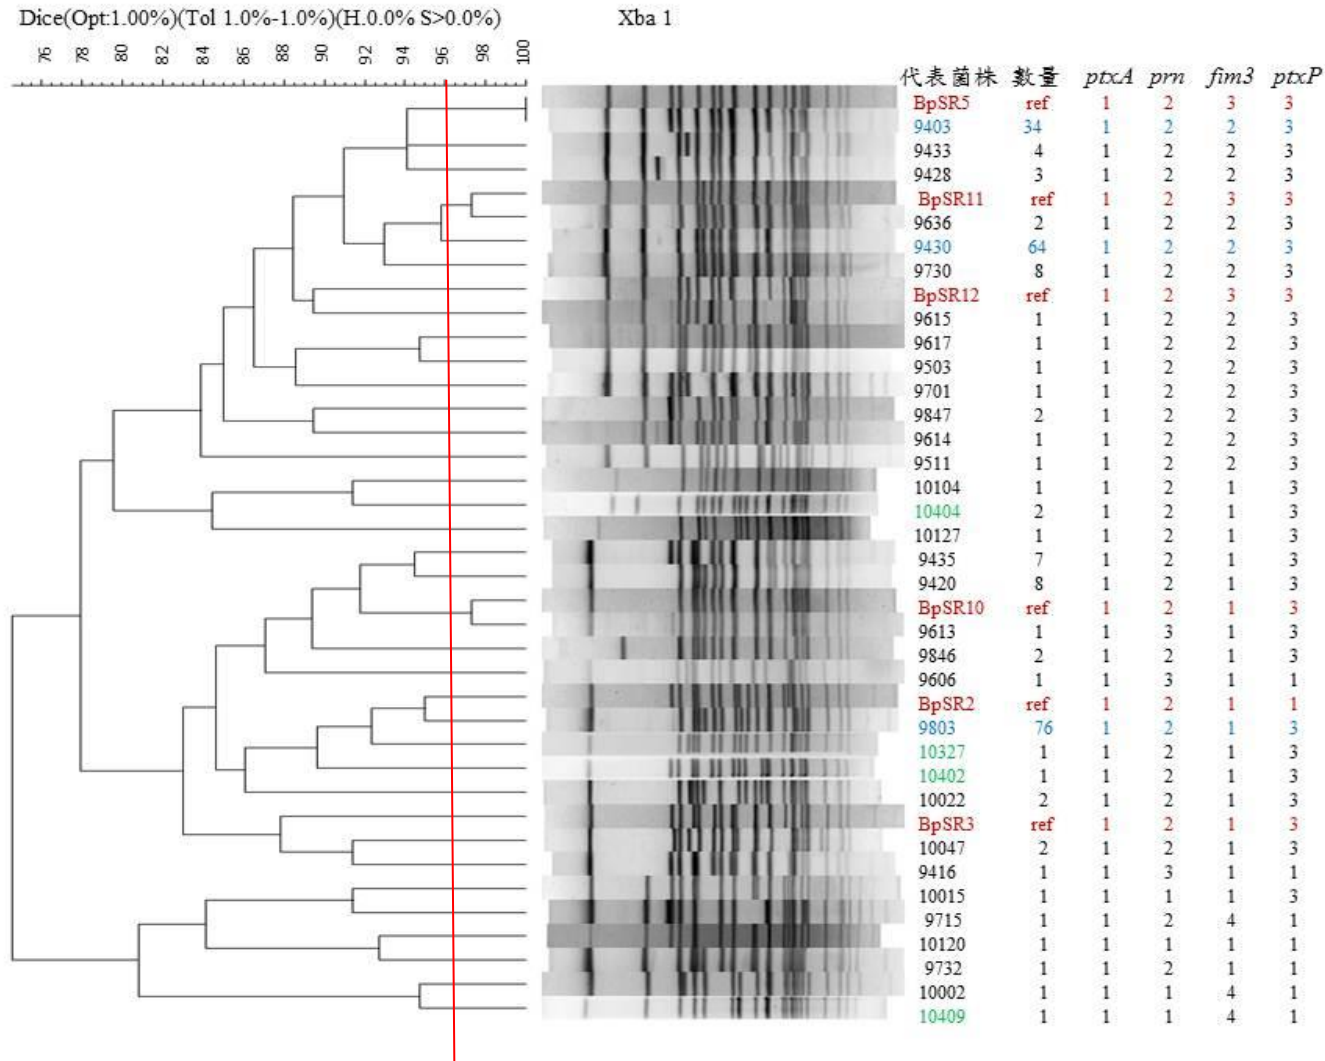 Dice(Opt:1.00%)(Tol 1.0%-1.0%)(H.0.0% S>0.0%) Xba 1
76 78 80 82 84 86 88 90 92 94 96 98 100
代表菌株 數量 ptxA prn fim3 ptxP
BpSR5 ref 1 2 3 3
9403 34 1 2 2 3
9433 4 1 2 2 3
9428 3 1 2 2 3
BpSR11 ref 1 2 3 3
9636 2 1 2 2 3
9430 64 1 2 2 3
9730 8 1 2 2 3
BpSR12 ref 1 2 3 3
9615 1 1 2 2 3
9617 1 1 2 2 3
9503 1 1 2 2 3
9701 1 1 2 2 3
9847 2 1 2 2 3
9614 1 1 2 2 3
9511 1 1 2 2 3
10104 1 1 2 1 3
10404 2 1 2 1 3
10127 1 1 2 1 3
9435 7 1 2 1 3
9420 8 1 2 1 3
BpSR10 ref 1 2 1 3
9613 1 1 3 1 3
9846 2 1 2 1 3
9606 1 1 3 1 1
BpSR2 ref 1 2 1 1
9803 76 1 2 1 3
10327 1 1 2 1 3
10402 1 1 2 1 3
10022 2 1 2 1 3
BpSR3 ref 1 2 1 3
10047 2 1 2 1 3
9416 1 1 3 1 1
10015 1 1 1 1 3
9715 1 1 2 4 1
10120 1 1 1 1 1
9732 1 1 2 1 1
10002 1 1 1 4 1
10409 1 1 1 4 1